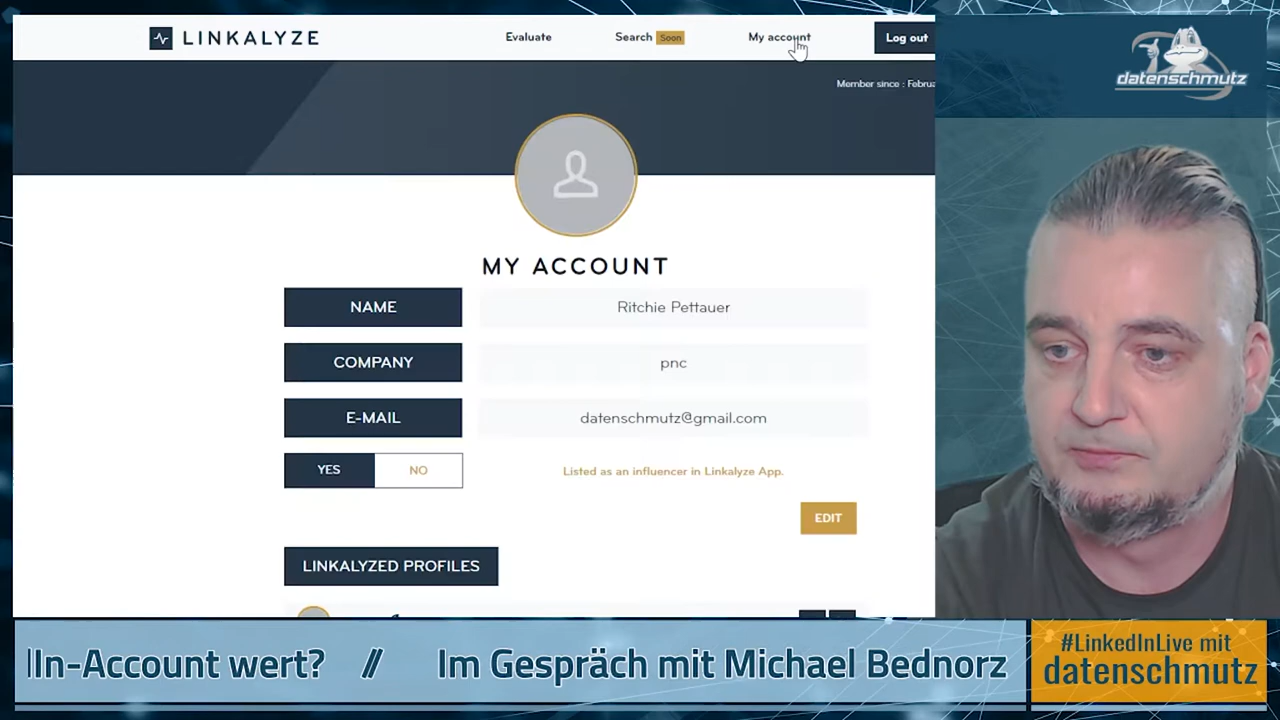 LINKALYZE
Evaluate
Search Soon
My account
Log out
Member since : Februa
datenschmutz
MY ACCOUNT
NAME
Ritchie Pettauer
COMPANY
pnc
E-MAIL
datenschmutz@gmail.com
YES
NO
Listed as an influencer in Linkalyze App.
EDIT
LINKALYZED PROFILES
In-Account wert? // Im Gespräch mit Michael Bednorz
#LinkedInLive mit
datenschmutz